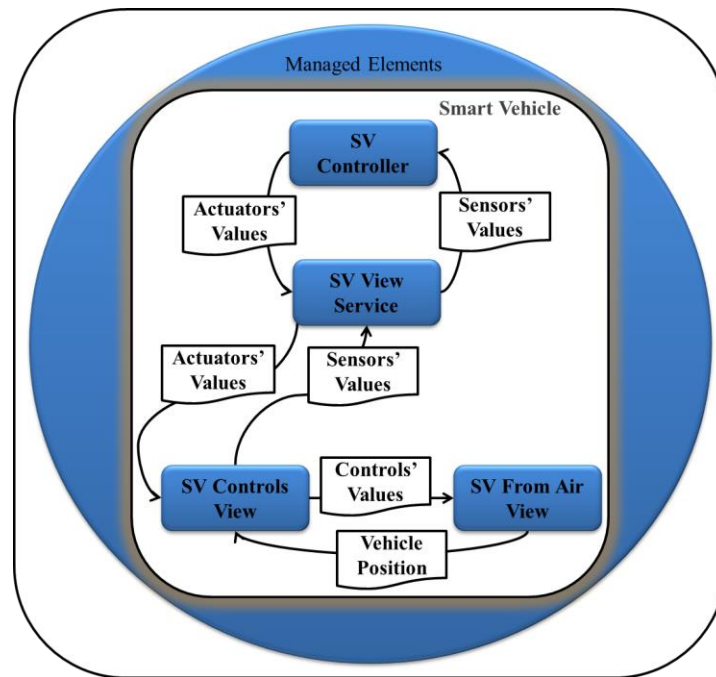 Managed Elements
Smart Vehicle
SV
Controller
Actuators’
Values
Sensors’
Values
SV View
Service
Actuators’
Values
Sensors’
Values
SV Controls
View
Controls’
Values
SV From Air
View
Vehicle
Position